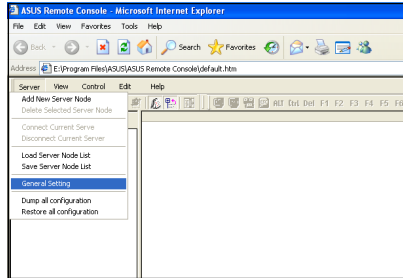 ASUS Remote Console - Microsoft Internet Explorer
File Edit View Favorites Tools Help
Back Search Favorites
Address E:\Program Files\ASUS\ASUS Remote Console\default.htm
Server View Control Edit Help
Add New Server Node
Delete Selected Server Node
Alt Ctrl Del F1 F2 F3 F4 F5 F6
Connect Current Serve
Disconnect Current Server
Load Server Node List
Save Server Node List
General Setting
Dump all configuration
Restore all configuration